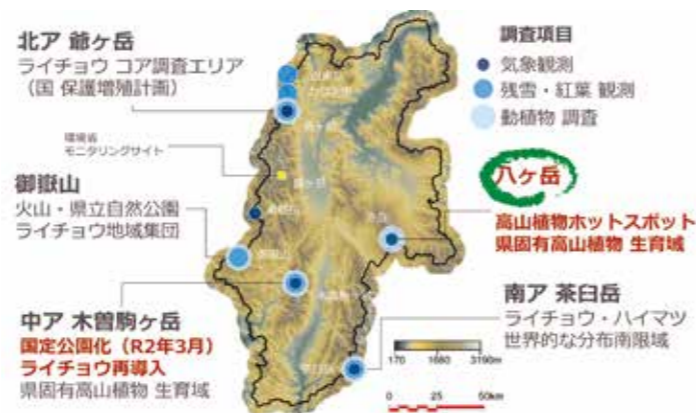 北ア 爺ヶ岳
ライチョウ コア調査エリア
（国 保護増殖計画）
環境省
モニタリングサイト
御嶽山
火山・県立自然公園
ライチョウ地域集団
中ア 木曽駒ヶ岳
国定公園化（R2年3月）
ライチョウ再導入
県固有高山植物 生育域
調査項目
気象観測
残雪・紅葉 観測
動植物 調査
八ヶ岳
高山植物ホットスポット
県固有高山植物 生育域
南ア 茶臼岳
ライチョウ・ハイマツ
世界的な分布南限域
170 1680 3190m
0 25 50km